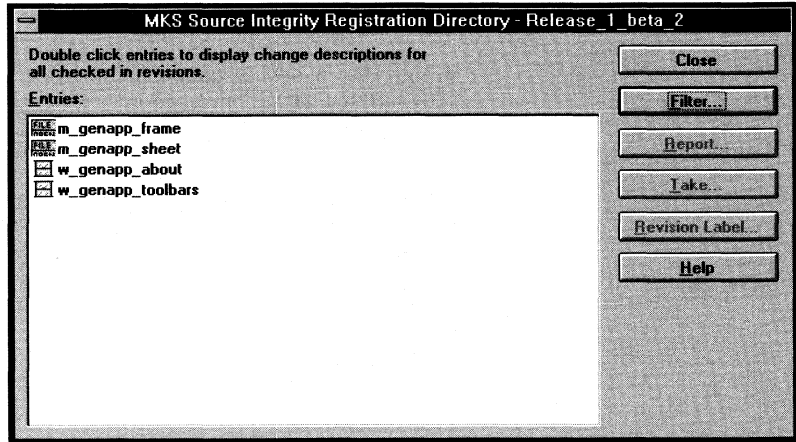 MKS Source Integrity Registration Directory - Release_1_beta_2
Double click entries to display change descriptions for
all checked in revisions.
Entries:
m_genapp_frame
m_genapp_sheet
w_genapp_about
w_genapp_toolbars
Close
Filter...
Report...
Take...
Revision Label...
Help